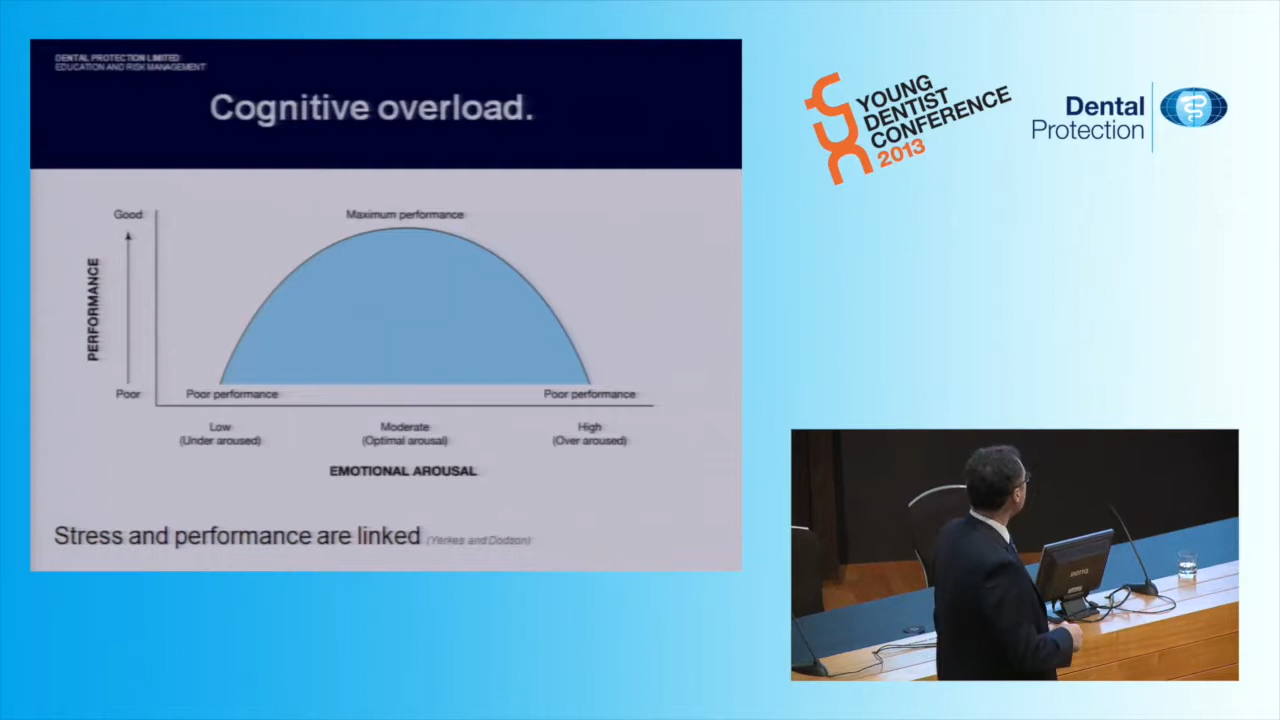 DENTAL PROTECTION LIMITED
EDUCATION AND RISK MANAGEMENT
Cognitive overload.
Good
Maximum performance
PERFORMANCE
Poor
Poor performance
Poor performance
Low
(Under aroused)
Moderate
(Optimal arousal)
High
(Over aroused)
EMOTIONAL AROUSAL
Stress and performance are linked (Yerkes and Dodson)
YOUNG
DENTIST
CONFERENCE
2013
Dental
Protection
BENQ